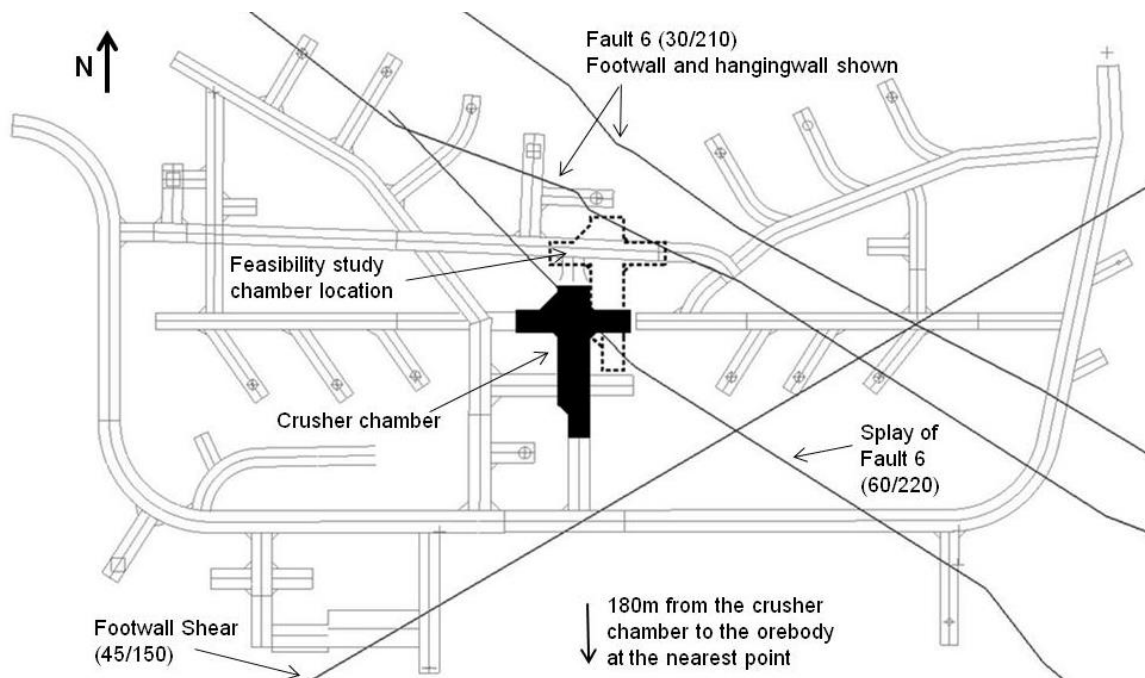 Fault 6 (30/210)
Footwall and hangingwall shown
N
Feasibility study
chamber location
Crusher chamber
Splay of
Fault 6
(60/220)
Footwall Shear
(45/150)
180m from the crusher
chamber to the orebody
at the nearest point